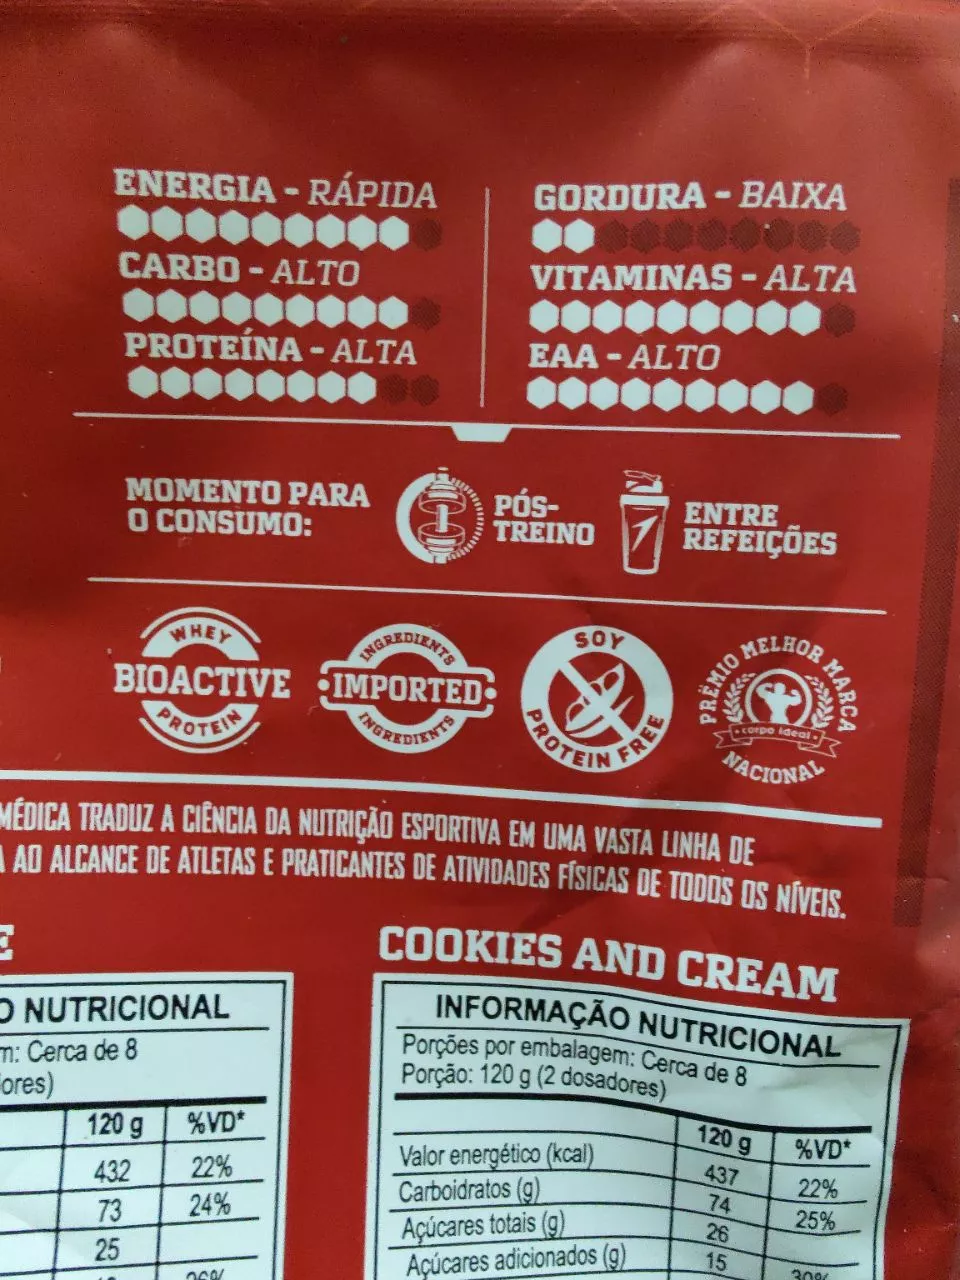 ENERGIA - RÁPIDA
CARBO - ALTO
PROTEÍNA - ALTA
GORDURA - BAIXA
VITAMINAS - ALTA
EAA - ALTO
MOMENTO PARA
O CONSUMO:
PÓS-
TREINO
ENTRE
REFEIÇÕES
WHEY
BIOACTIVE
PROTEIN
INGREDIENTS
IMPORTED
INGREDIENTS
SOY
PROTEIN FREE
PRÊMIO MELHOR MARCA
corpo ideal
NACIONAL
MÉDICA TRADUZ A CIÊNCIA DA NUTRIÇÃO ESPORTIVA EM UMA VASTA LINHA DE
AO ALCANCE DE ATLETAS E PRATICANTES DE ATIVIDADES FÍSICAS DE TODOS OS NÍVEIS.
NUTRICIONAL
Cerca de 8
120 g %VD*
432 22%
73 24%
25
COOKIES AND CREAM
INFORMAÇÃO NUTRICIONAL
Porções por embalagem: Cerca de 8
Porção: 120 g (2 dosadores)
120 g %VD*
Valor energético (kcal) 437 22%
Carboidratos (g) 74 25%
Açúcares totais (g) 26
Açúcares adicionados (g) 15 30%